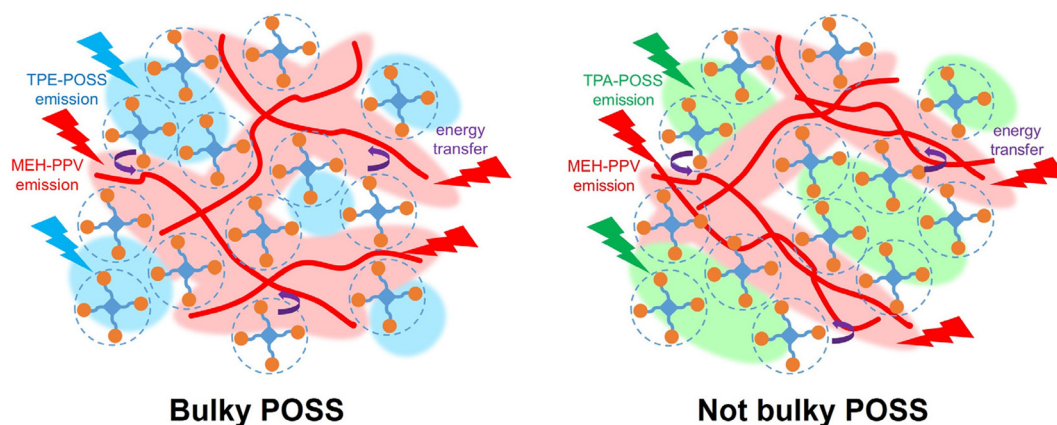 TPE-POSS
emission
MEH-PPV
emission
energy
transfer
Bulky POSS
TPA-POSS
emission
MEH-PPV
emission
energy
transfer
Not bulky POSS